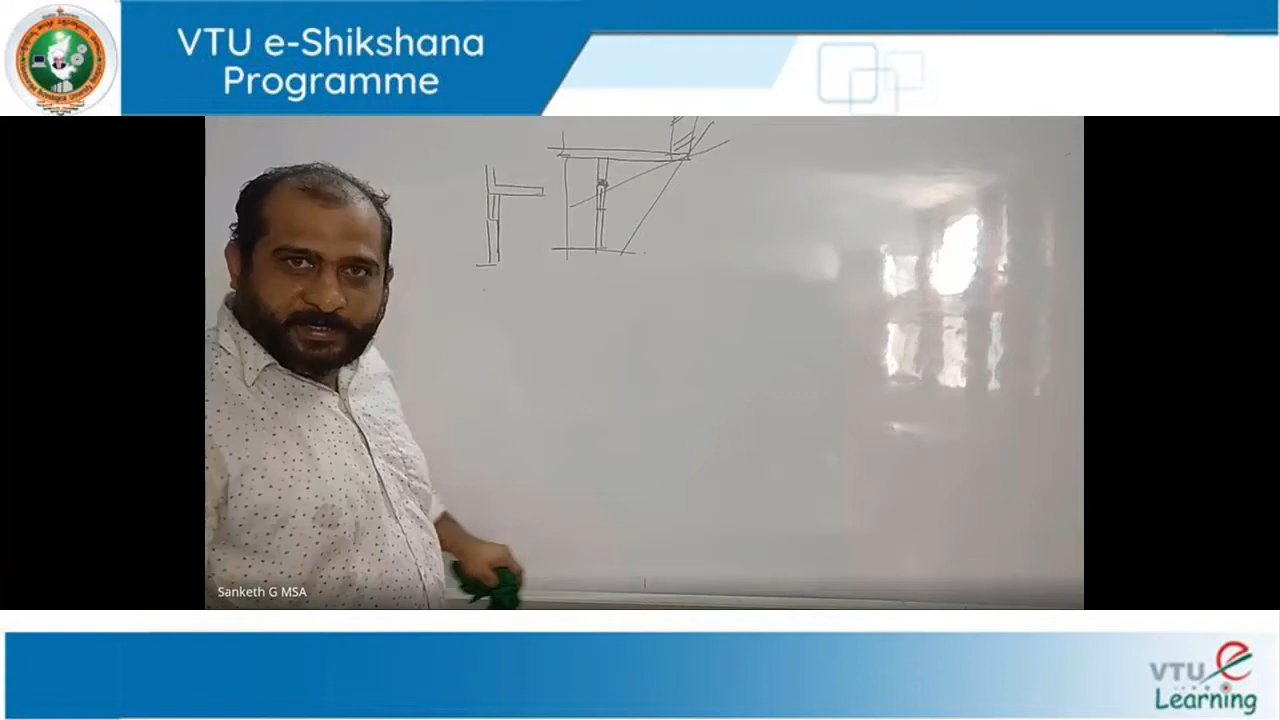 VTU e-Shikshana
Programme
Sanketh G MSA
VTU
Learning